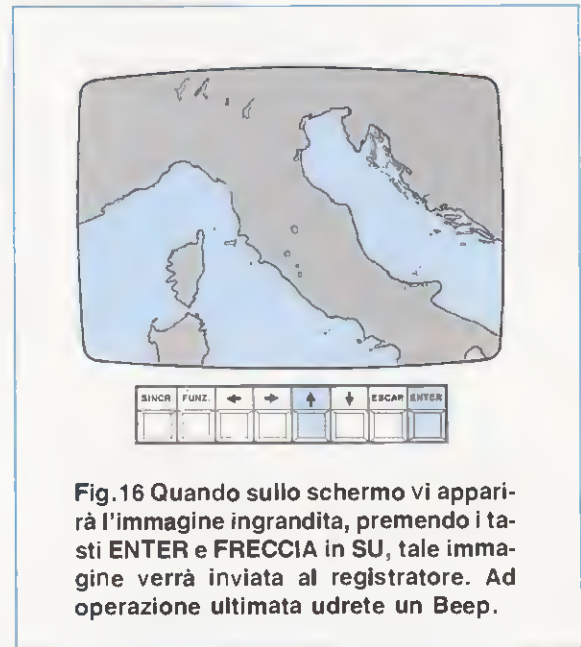 SINCR FUNZ. ← → ↑ ↓ ESCAR ENTER
Fig.16 Quando sullo schermo vi appari-
rà l'immagine ingrandita, premendo i ta-
sti ENTER e FRECCIA in SU, tale imma-
gine verrà inviata al registratore. Ad
operazione ultimata udrete un Beep.